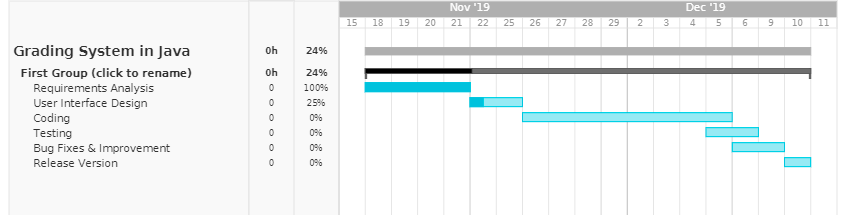 Nov '19 Dec '19
15 18 19 20 21 22 25 26 27 28 29 2 3 4 5 6 9 10 11
Grading System in Java 0h 24%
First Group (click to rename) 0h 24%
Requirements Analysis 0 100%
User Interface Design 0 25%
Coding 0 0%
Testing 0 0%
Bug Fixes & Improvement 0 0%
Release Version 0 0%